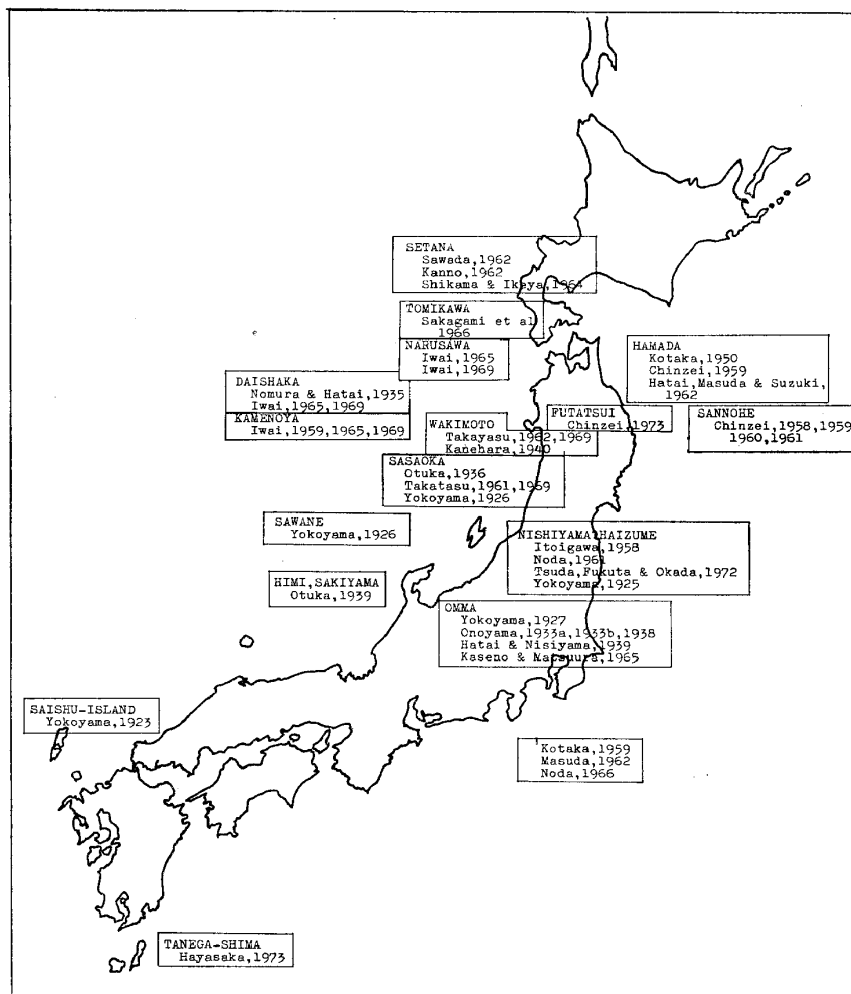 SETANA
Sawada,1962
Kanno,1962
Shikama & Ikeya,1964
TOMIKAWA
Sakagami et al
1966
NARUSAWA
Iwai,1965
Iwai,1969
HAMADA
Kotaka,1950
Chinzei,1959
Hatai,Masuda & Suzuki,
1962
DAISHAKA
Nomura & Hatai,1935
Iwai,1965,1969
KAMENOYA
Iwai,1959,1965,1969
WAKIMOTO
Takayasu,1962,1969
Kanehara,1940
FUTATSUI
Chinzei,1973
SANNOHE
Chinzei,1958,1959
1960,1961
SASAOKA
Otuka,1936
Takatasu,1961,1969
Yokoyama,1926
SAWANE
Yokoyama,1926
NISHIYAMA HAIZUME
Itoigawa,1958
Noda,1961
Tsuda,Fukuta & Okada,1972
Yokoyama,1925
HIMI,SAKIYAMA
Otuka,1939
OMMA
Yokoyama,1927
Onoyama,1933a,1933b,1938
Hatai & Nisiyama,1939
Kaseno & Matsuura,1965
SAISHU-ISLAND
Yokoyama,1923
Kotaka,1959
Masuda,1962
Noda,1966
TANEGA-SHIMA
Hayasaka,1973